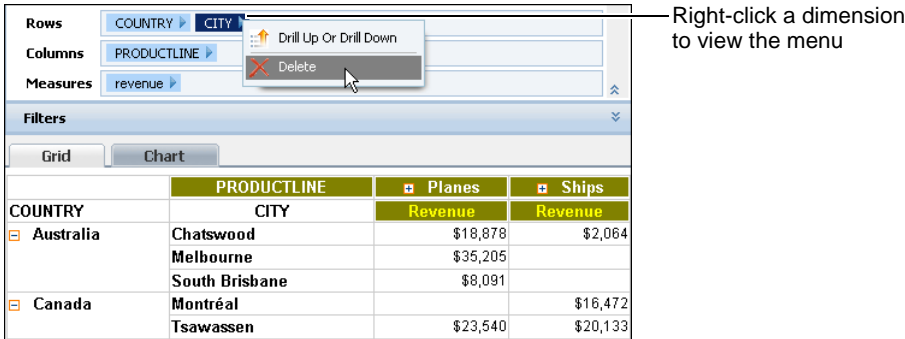 Rows COUNTRY CITY
Right-click a dimension
to view the menu
Drill Up Or Drill Down
Columns PRODUCTLINE
Delete
Measures revenue
Filters
Grid Chart
PRODUCTLINE Planes Ships
COUNTRY CITY Revenue Revenue
Australia Chatswood $18,878 $2,064
Melbourne $35,205
South Brisbane $8,091
Canada Montréal $16,472
Tsawassen $23,540 $20,133